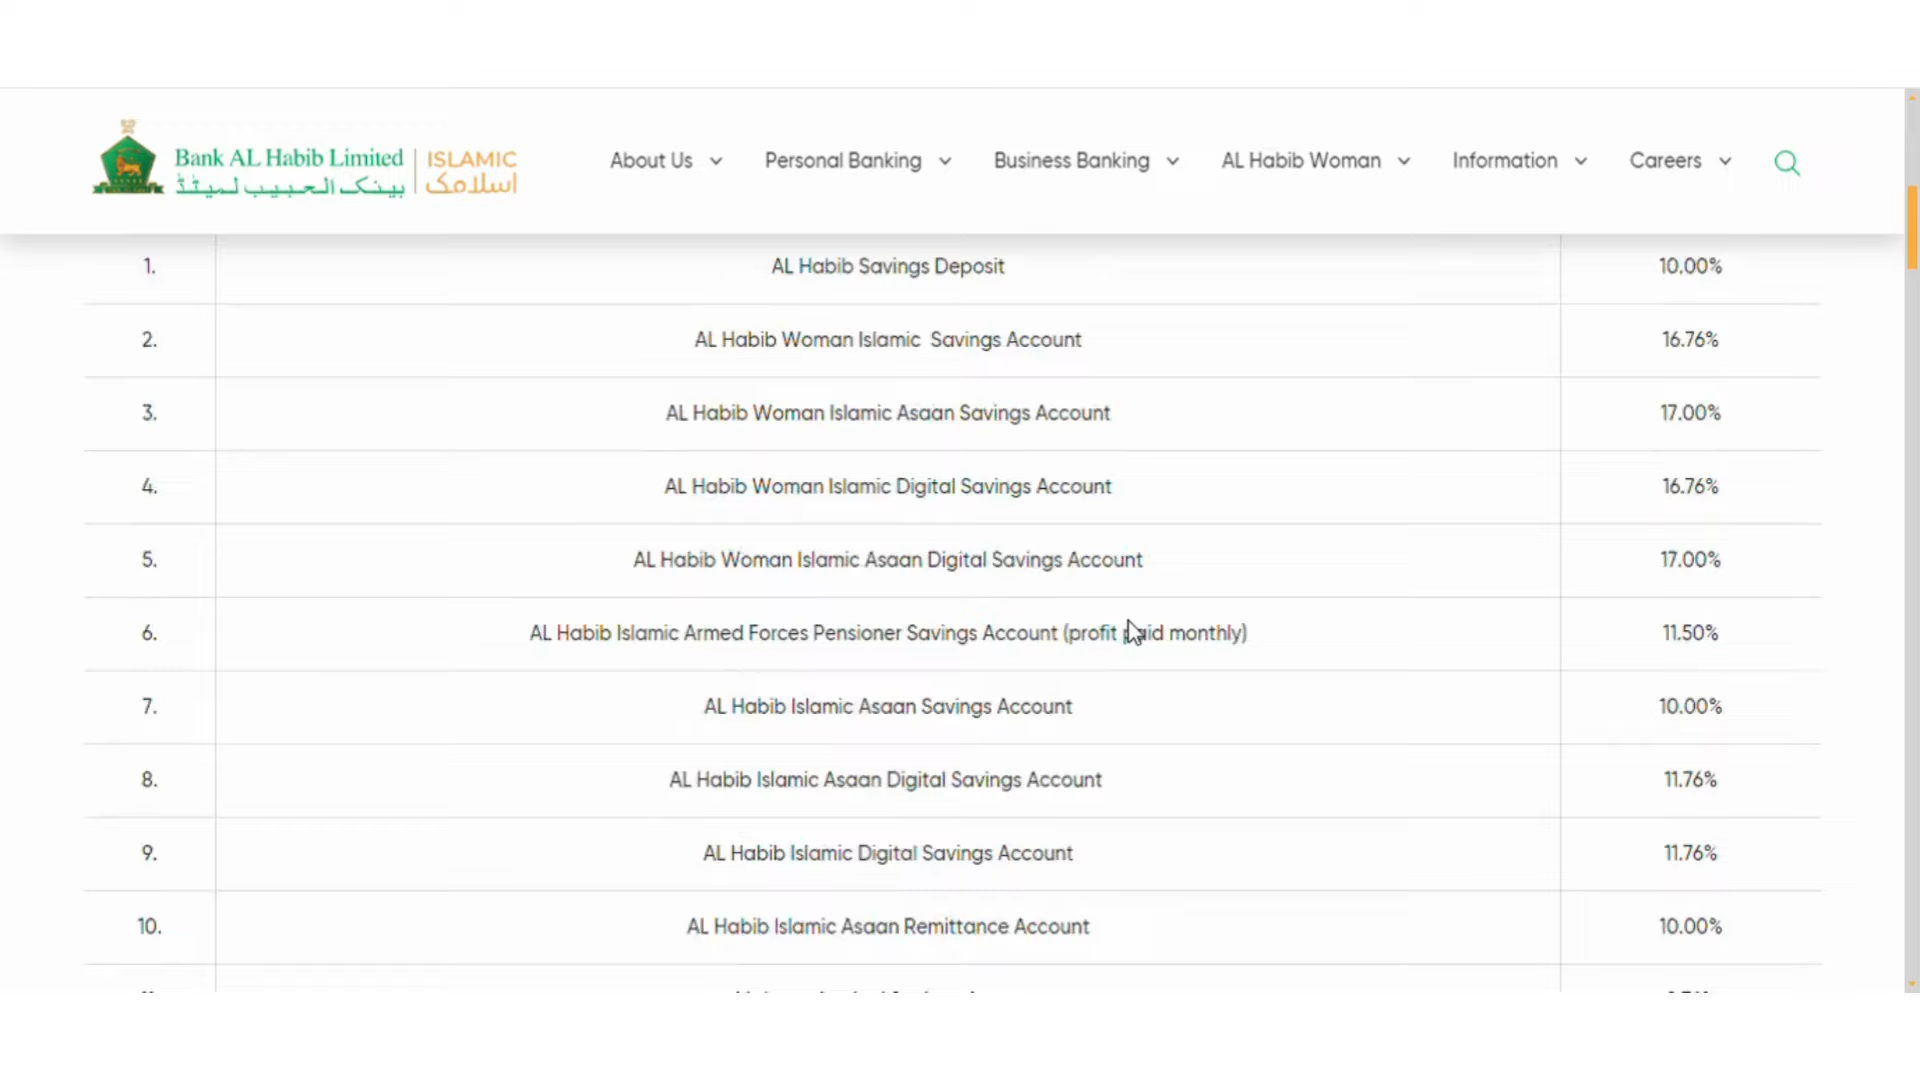 Bank AL Habib Limited
بینک الحبیب لمیٹڈ
ISLAMIC
اسلامک
About Us
Personal Banking
Business Banking
AL Habib Woman
Information
Careers
1. AL Habib Savings Deposit 10.00%
2. AL Habib Woman Islamic Savings Account 16.76%
3. AL Habib Woman Islamic Asaan Savings Account 17.00%
4. AL Habib Woman Islamic Digital Savings Account 16.76%
5. AL Habib Woman Islamic Asaan Digital Savings Account 17.00%
6. AL Habib Islamic Armed Forces Pensioner Savings Account (profit paid monthly) 11.50%
7. AL Habib Islamic Asaan Savings Account 10.00%
8. AL Habib Islamic Asaan Digital Savings Account 11.76%
9. AL Habib Islamic Digital Savings Account 11.76%
10. AL Habib Islamic Asaan Remittance Account 10.00%